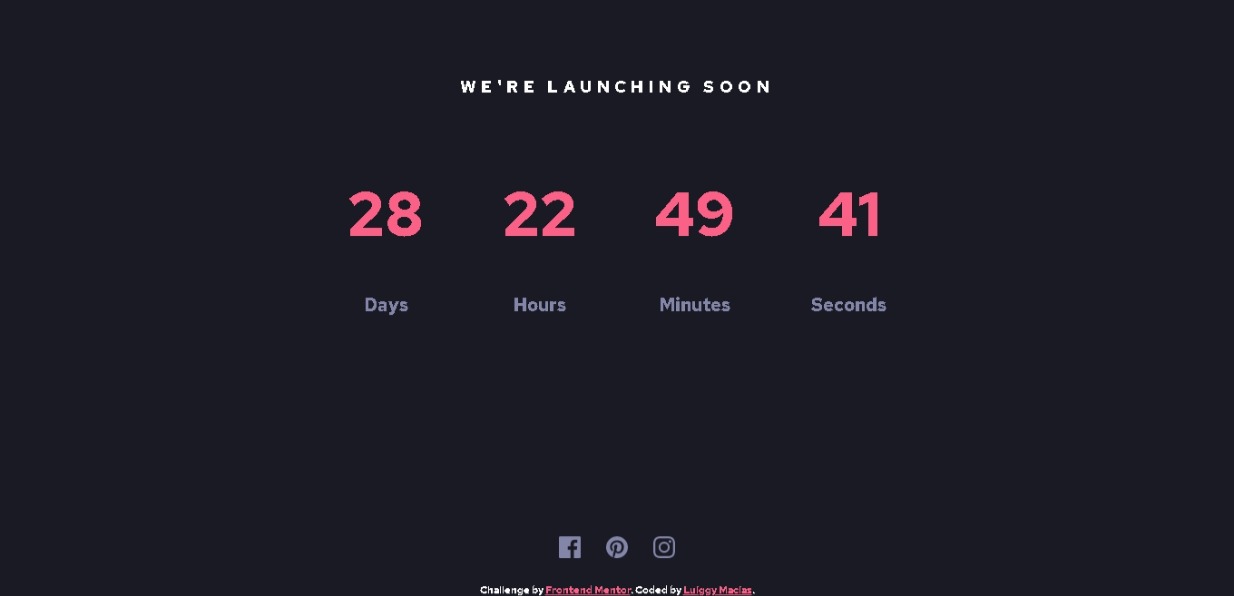 WE'RE LAUNCHING SOON
28 22 49 41
Days Hours Minutes Seconds
Challenge by Frontend Mentor. Coded by Luiggy Macías.